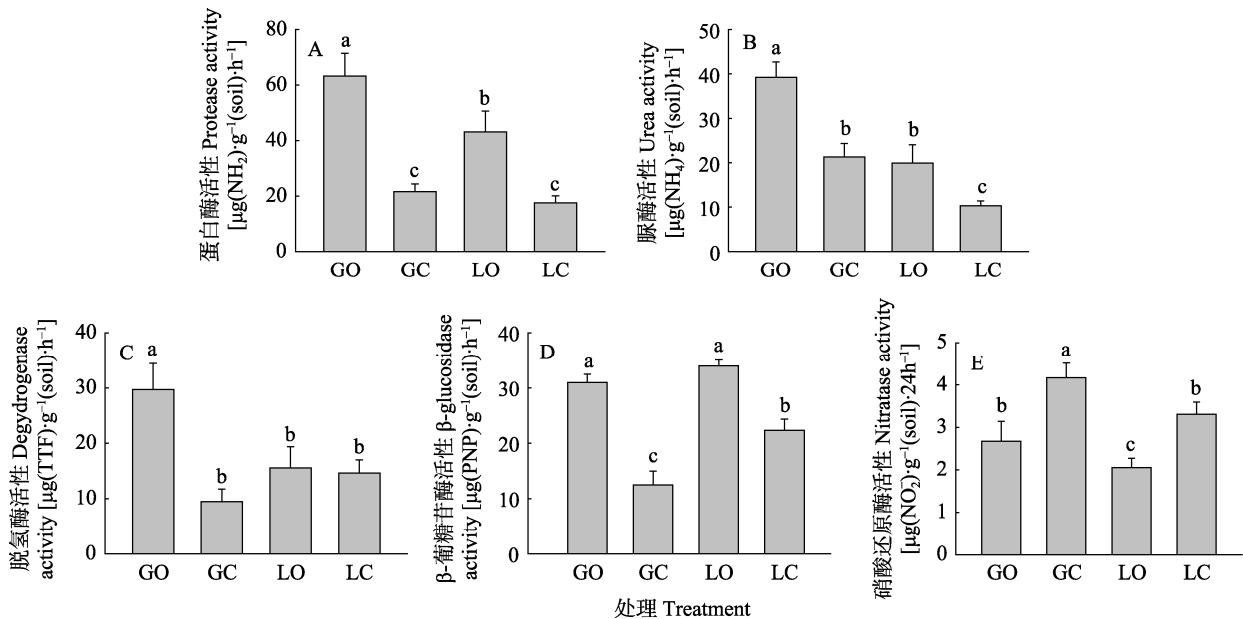 蛋白酶活性 Protease activity
[μg(NH₂)·g⁻¹(soil)·h⁻¹]
80
60
40
20
0
A
a
c
b
c
GO GC LO LC
脲酶活性 Urea activity
[μg(NH₄)·g⁻¹(soil)·h⁻¹]
50
40
30
20
10
0
B
a
b
b
c
GO GC LO LC
脱氢酶活性 Degydrogenase
activity [μg(TTF)·g⁻¹(soil)·h⁻¹]
40
30
20
10
0
C
a
b
b
b
GO GC LO LC
β-葡糖苷酶活性 β-glucosidase
activity [μg(PNP)·g⁻¹(soil)·h⁻¹]
40
30
20
10
0
D
a
c
a
b
GO GC LO LC
硝酸还原酶活性 Nitratase activity
[μg(NO₂)·g⁻¹(soil)·24h⁻¹]
5
4
3
2
1
0
E
b
a
c
b
GO GC LO LC
处理 Treatment